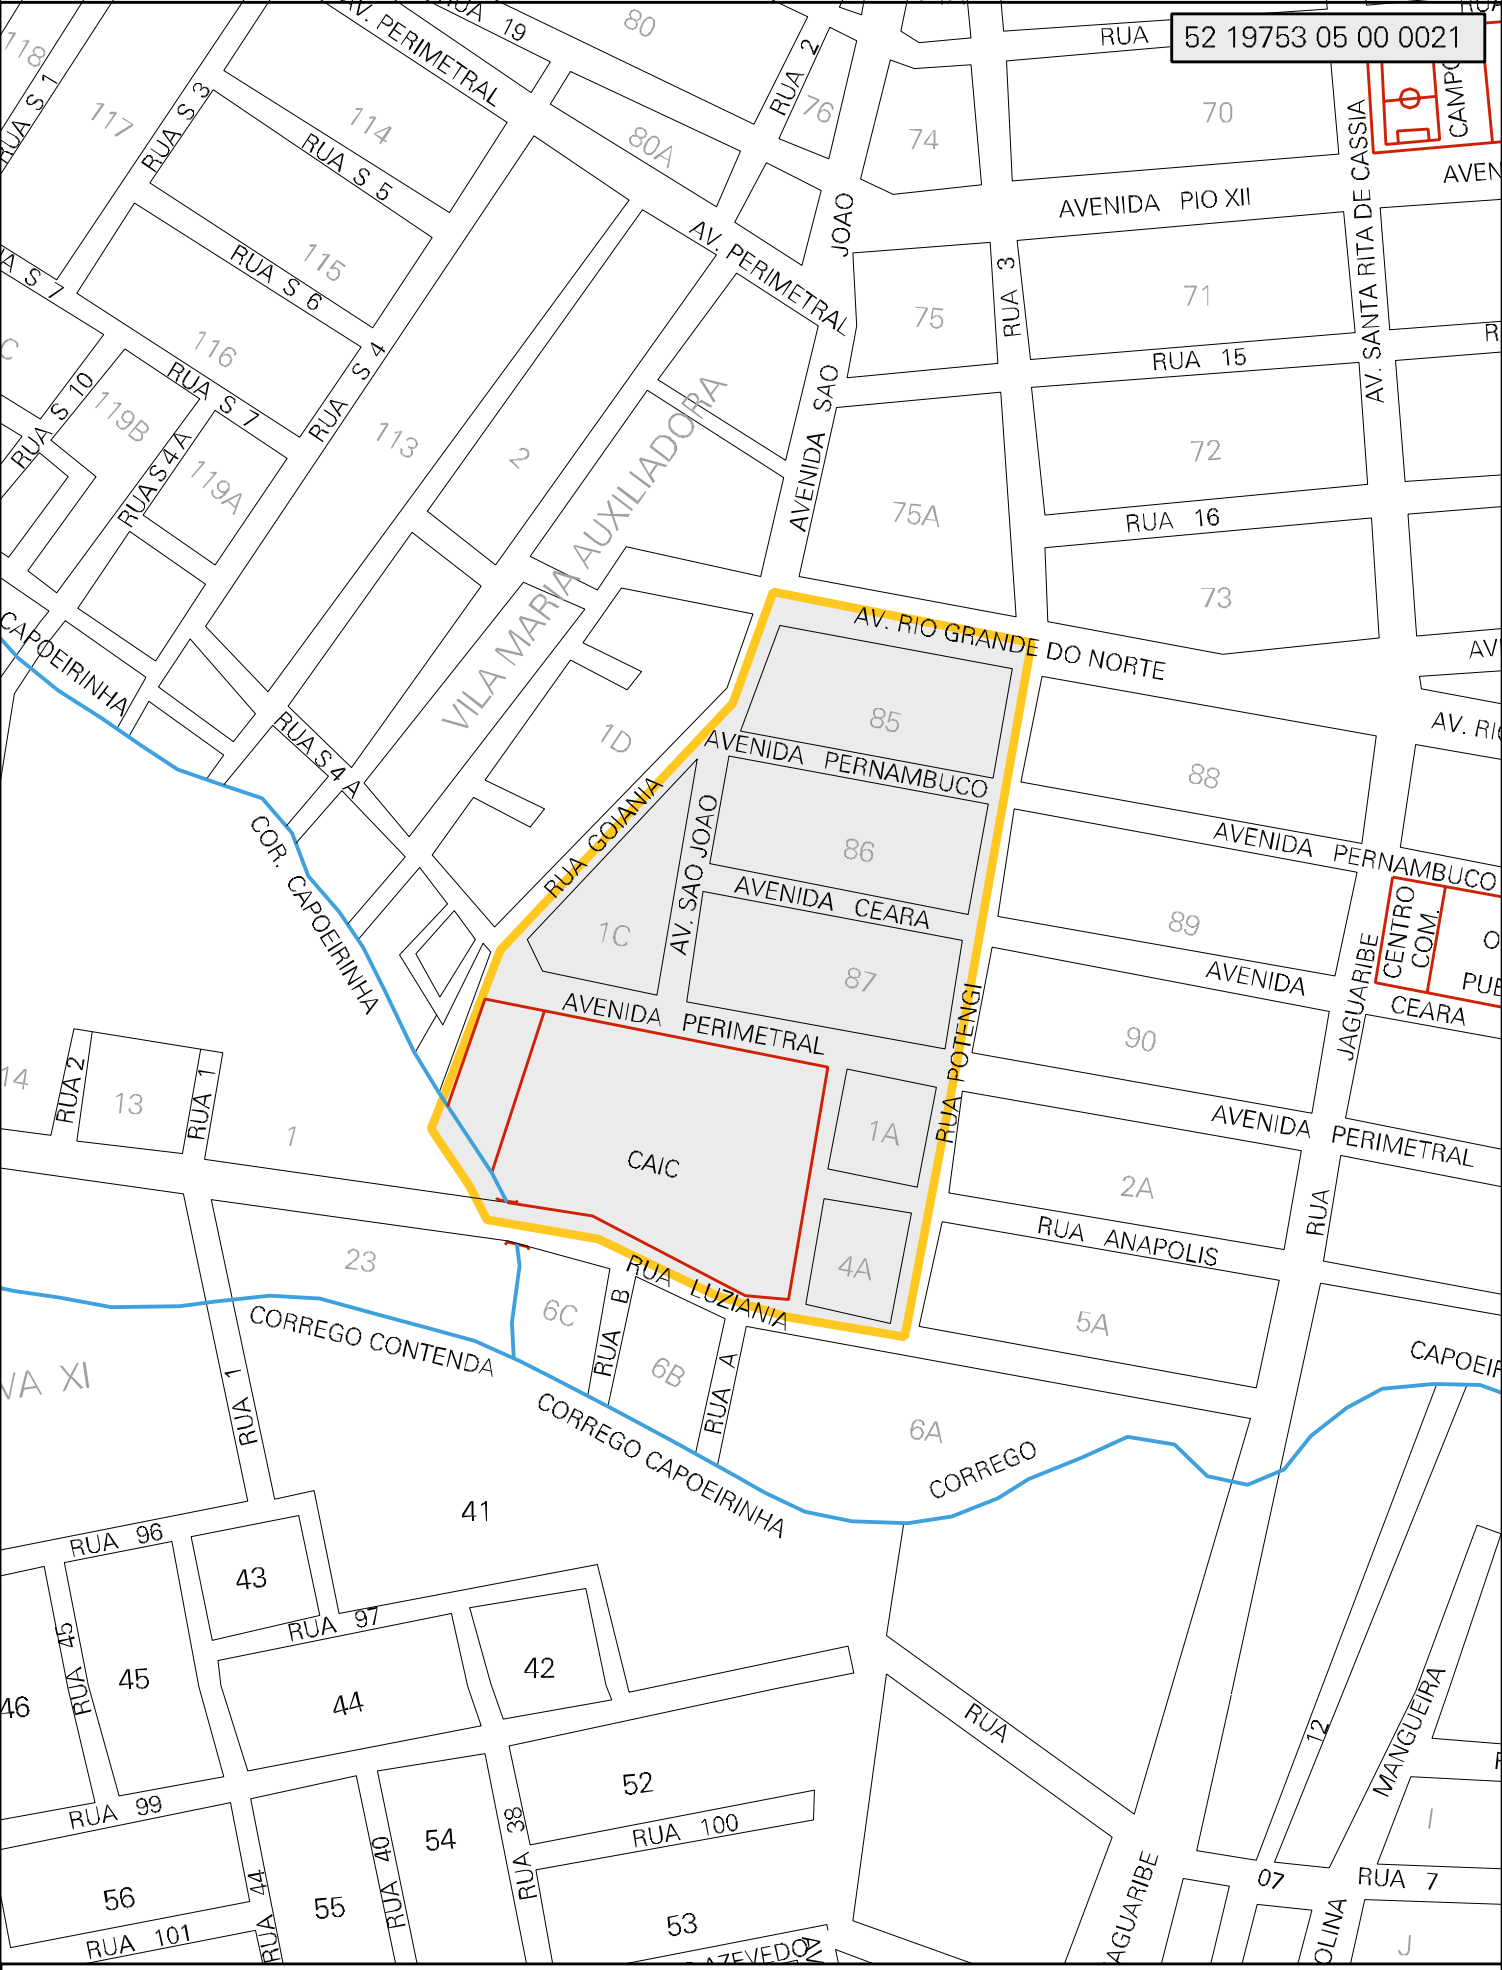 52 19753 05 00 0021
118
RUA S 1
117
RUA S 3
AV. PERIMETRAL
RUA 19
80
RUA 2
76
74
RUA
70
CAMPO
114
RUA S 5
80A
AV. SANTA RITA DE CASSIA
AVENIDA PIO XII
AVEN
115
RUA S 6
AV. PERIMETRAL
AVENIDA SAO JOAO
75
RUA 3
71
RUA 15
116
RUA S 7
RUA S 4
RUA S 10
119B
RUA S 4 A
119A
113
2
VILA MARIA AUXILIADORA
75A
72
RUA 16
73
CAPOEIRINHA
AV. RIO GRANDE DO NORTE
85
AVENIDA PERNAMBUCO
1D
RUA S 4 A
COR. CAPOEIRINHA
RUA GOIANIA
AV. SAO JOAO
86
AVENIDA CEARA
1C
87
88
AVENIDA PERNAMBUCO
89
AVENIDA CEARA
CENTRO
COM.
RUA JAGUARIBE
AVENIDA PERIMETRAL
RUA POTENGI
90
AVENIDA PERIMETRAL
14
RUA 2
13
RUA 1
1
CAIC
1A
4A
2A
RUA ANAPOLIS
5A
23
CORREGO CONTENDA
6C
RUA B
RUA LUZIANIA
6B
RUA A
6A
VA XI
RUA 1
CORREGO CAPOEIRINHA
CORREGO
CAPOEIR
41
RUA 96
43
RUA 97
RUA 45
45
46
44
42
RUA
12
MANGUEIRA
RUA 99
52
RUA 100
RUA 38
54
RUA 40
55
RUA 44
56
RUA 101
53
AZEVEDO
AGUARIBE
07
RUA 7
OLINA
I
J